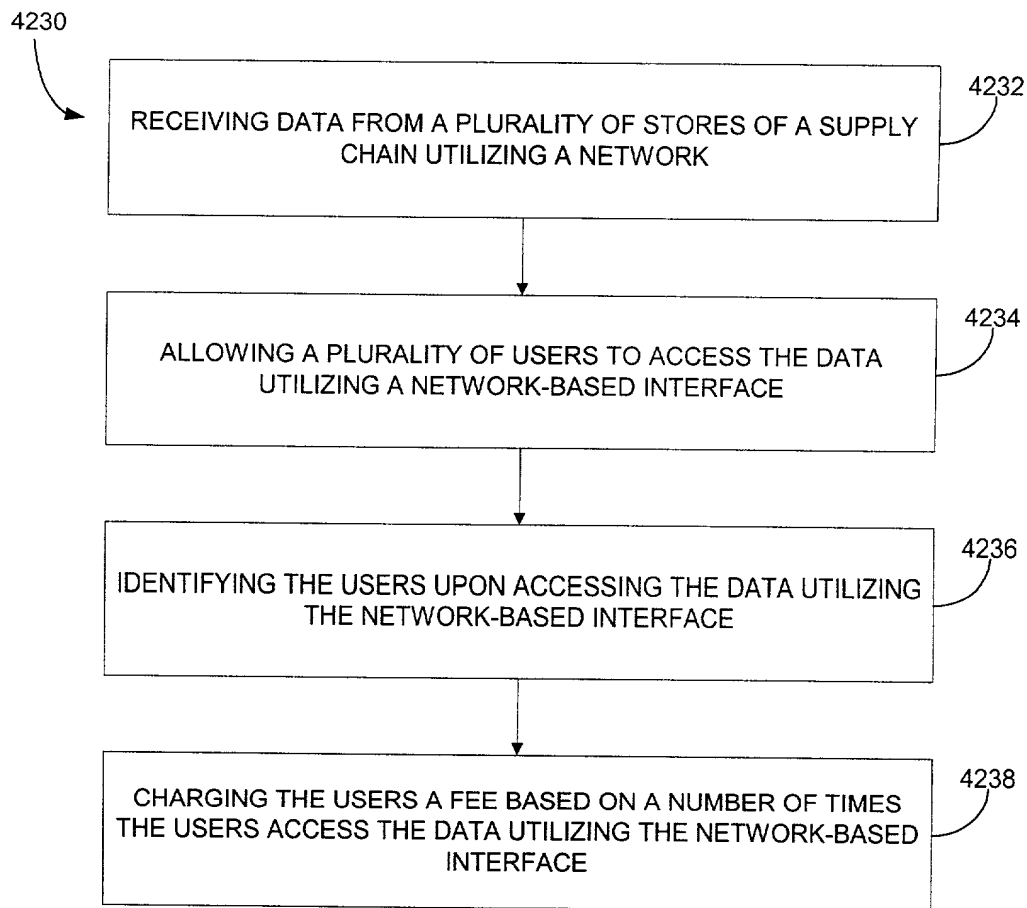 4230
4232
RECEIVING DATA FROM A PLURALITY OF STORES OF A SUPPLY
CHAIN UTILIZING A NETWORK
4234
ALLOWING A PLURALITY OF USERS TO ACCESS THE DATA
UTILIZING A NETWORK-BASED INTERFACE
4236
IDENTIFYING THE USERS UPON ACCESSING THE DATA UTILIZING
THE NETWORK-BASED INTERFACE
4238
CHARGING THE USERS A FEE BASED ON A NUMBER OF TIMES
THE USERS ACCESS THE DATA UTILIZING THE NETWORK-BASED
INTERFACE